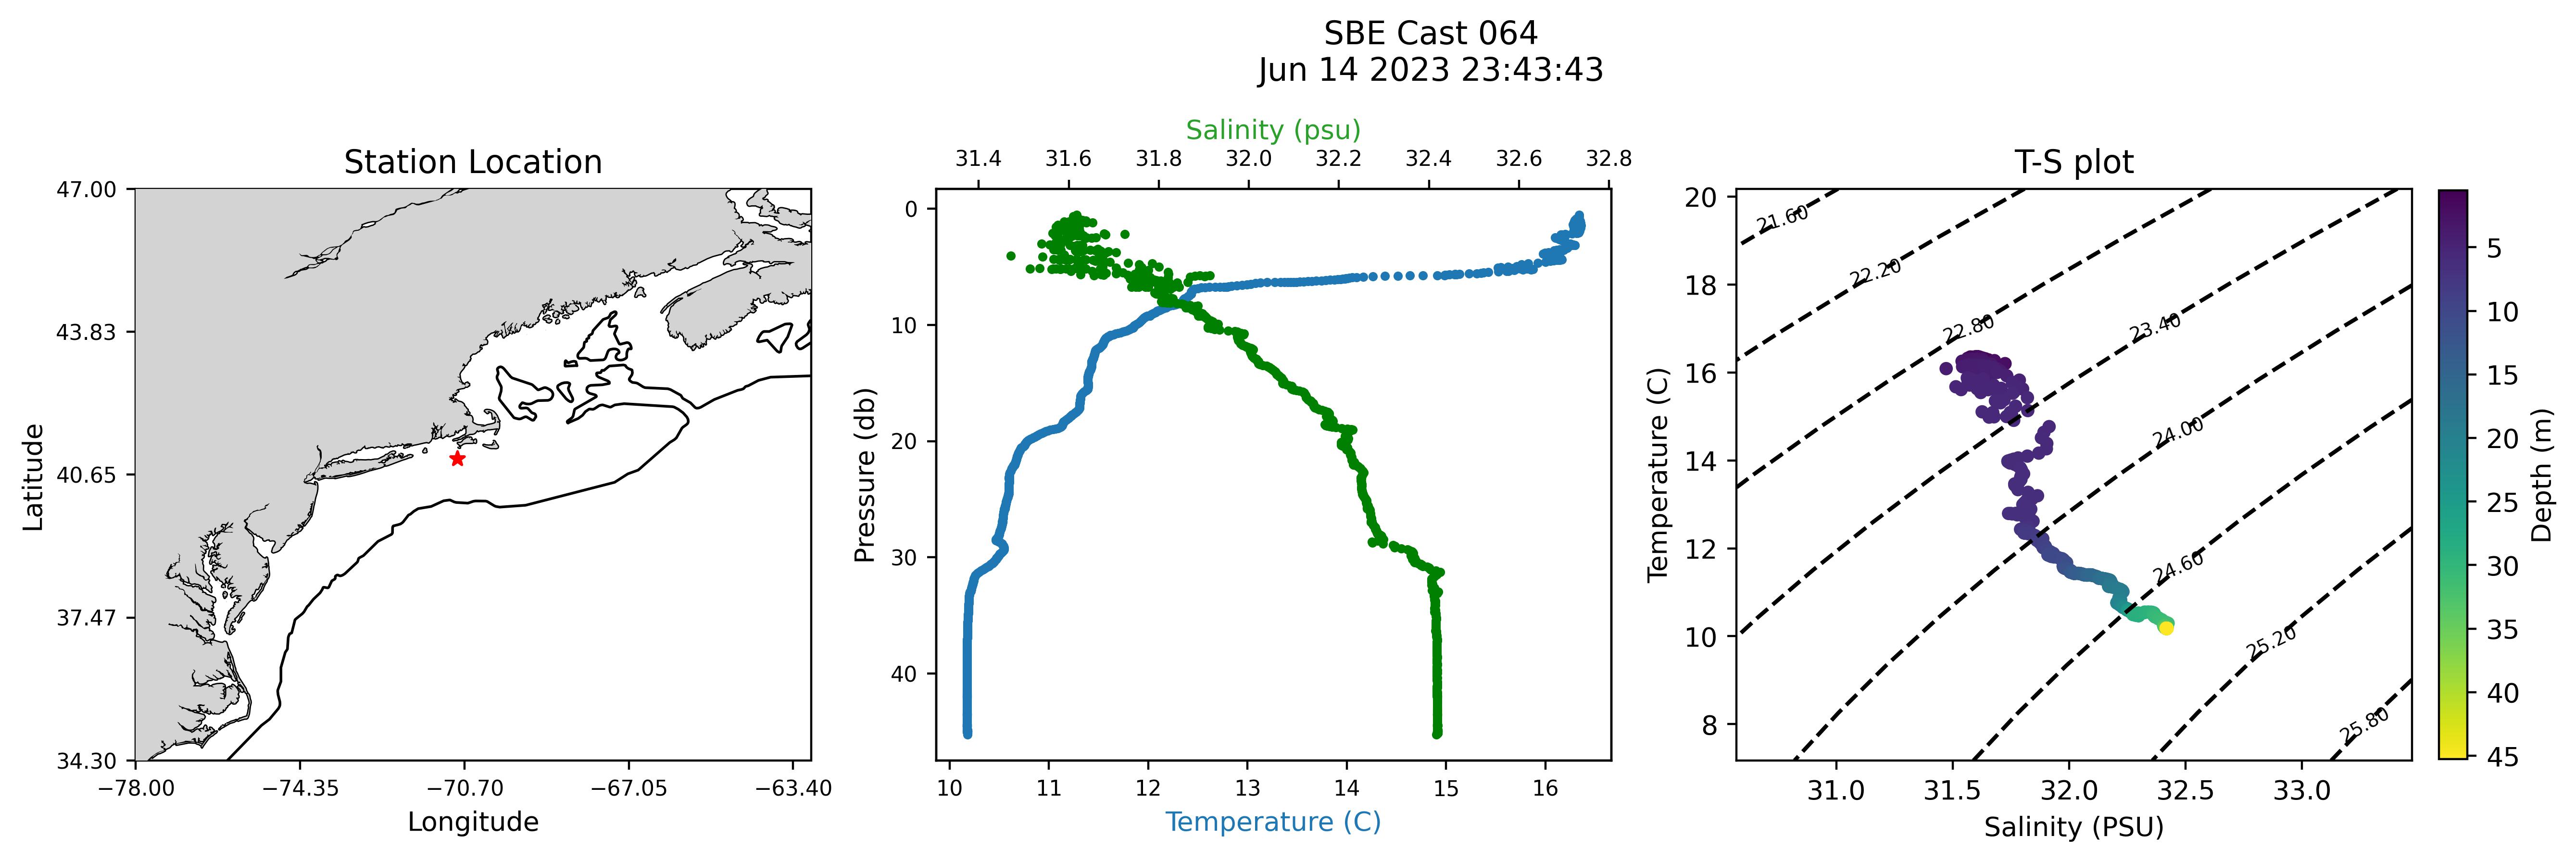 SBE Cast 064
Jun 14 2023 23:43:43
Station Location
47.00
43.83
40.65
37.47
34.30
−78.00 −74.35 −70.70 −67.05 −63.40
Latitude
Longitude
Salinity (psu)
31.4 31.6 31.8 32.0 32.2 32.4 32.6 32.8
0
10
20
30
40
Pressure (db)
10 11 12 13 14 15 16
Temperature (C)
T-S plot
20
18
16
14
12
10
8
Temperature (C)
21.60
22.20
22.80
23.40
24.00
24.60
25.20
25.80
31.0 31.5 32.0 32.5 33.0
Salinity (PSU)
5
10
15
20
25
30
35
40
45
Depth (m)